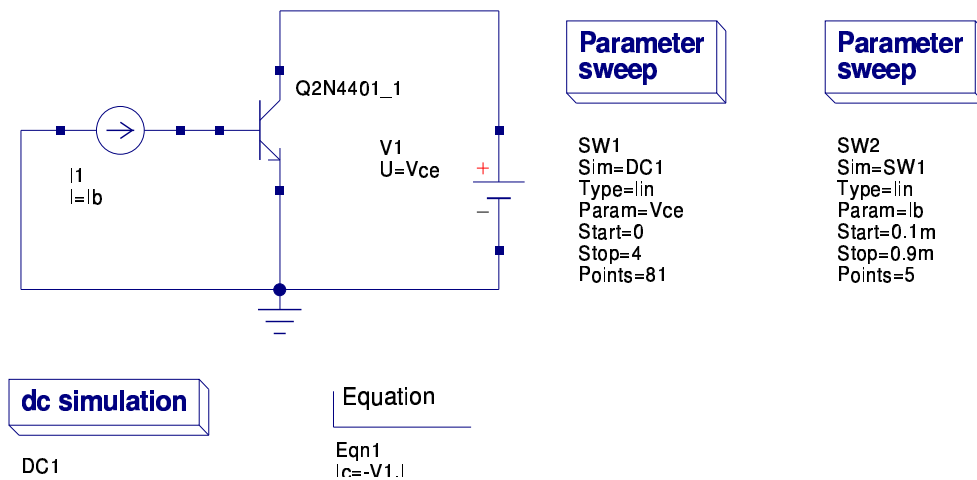 Q2N4401_1
I1
I=Ib
V1
U=Vce
+
−
Parameter
sweep
SW1
Sim=DC1
Type=lin
Param=Vce
Start=0
Stop=4
Points=81
Parameter
sweep
SW2
Sim=SW1
Type=lin
Param=Ib
Start=0.1m
Stop=0.9m
Points=5
dc simulation
DC1
Equation
Eqn1
Ic=-V1.I